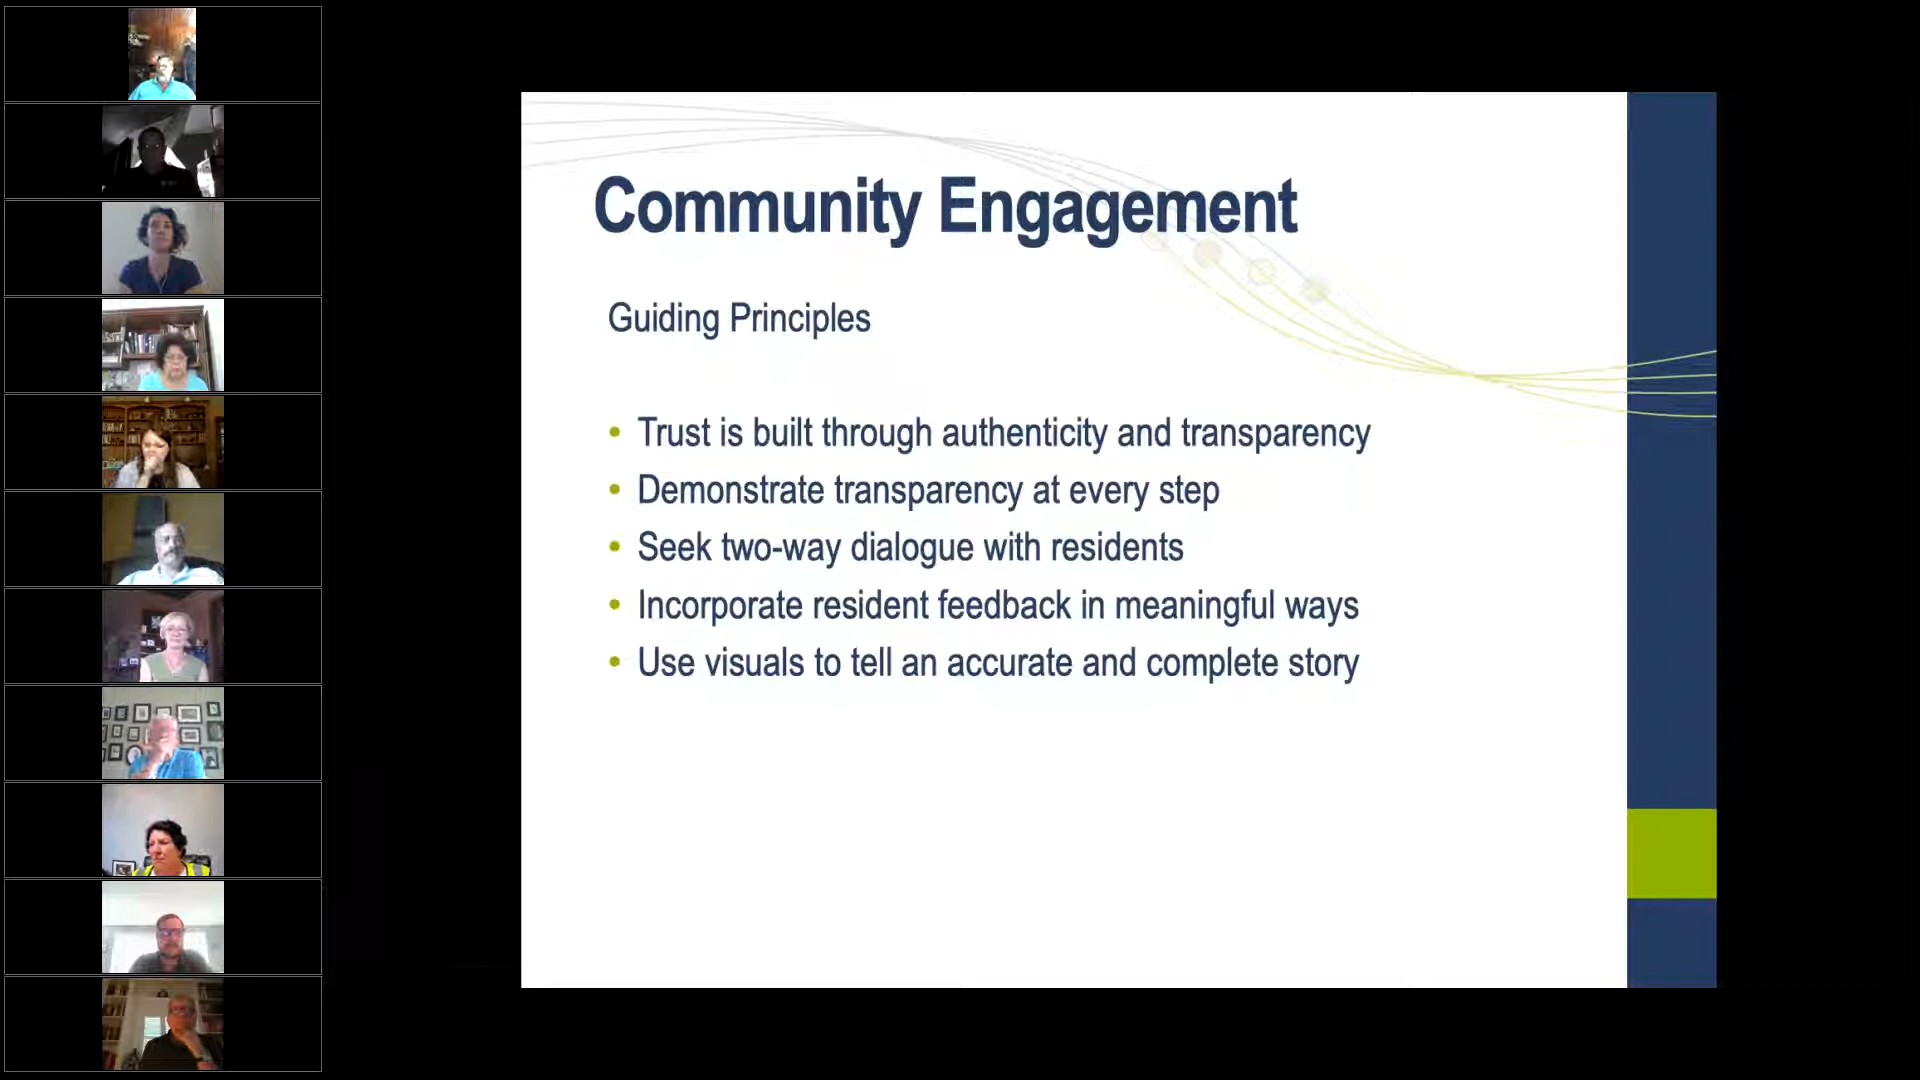 Community Engagement
Guiding Principles
• Trust is built through authenticity and transparency
• Demonstrate transparency at every step
• Seek two-way dialogue with residents
• Incorporate resident feedback in meaningful ways
• Use visuals to tell an accurate and complete story